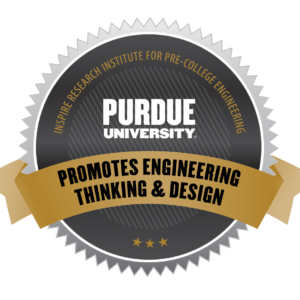 INSPIRE RESEARCH INSTITUTE FOR PRE-COLLEGE ENGINEERING
PURDUE
UNIVERSITY®
PROMOTES ENGINEERING
THINKING & DESIGN